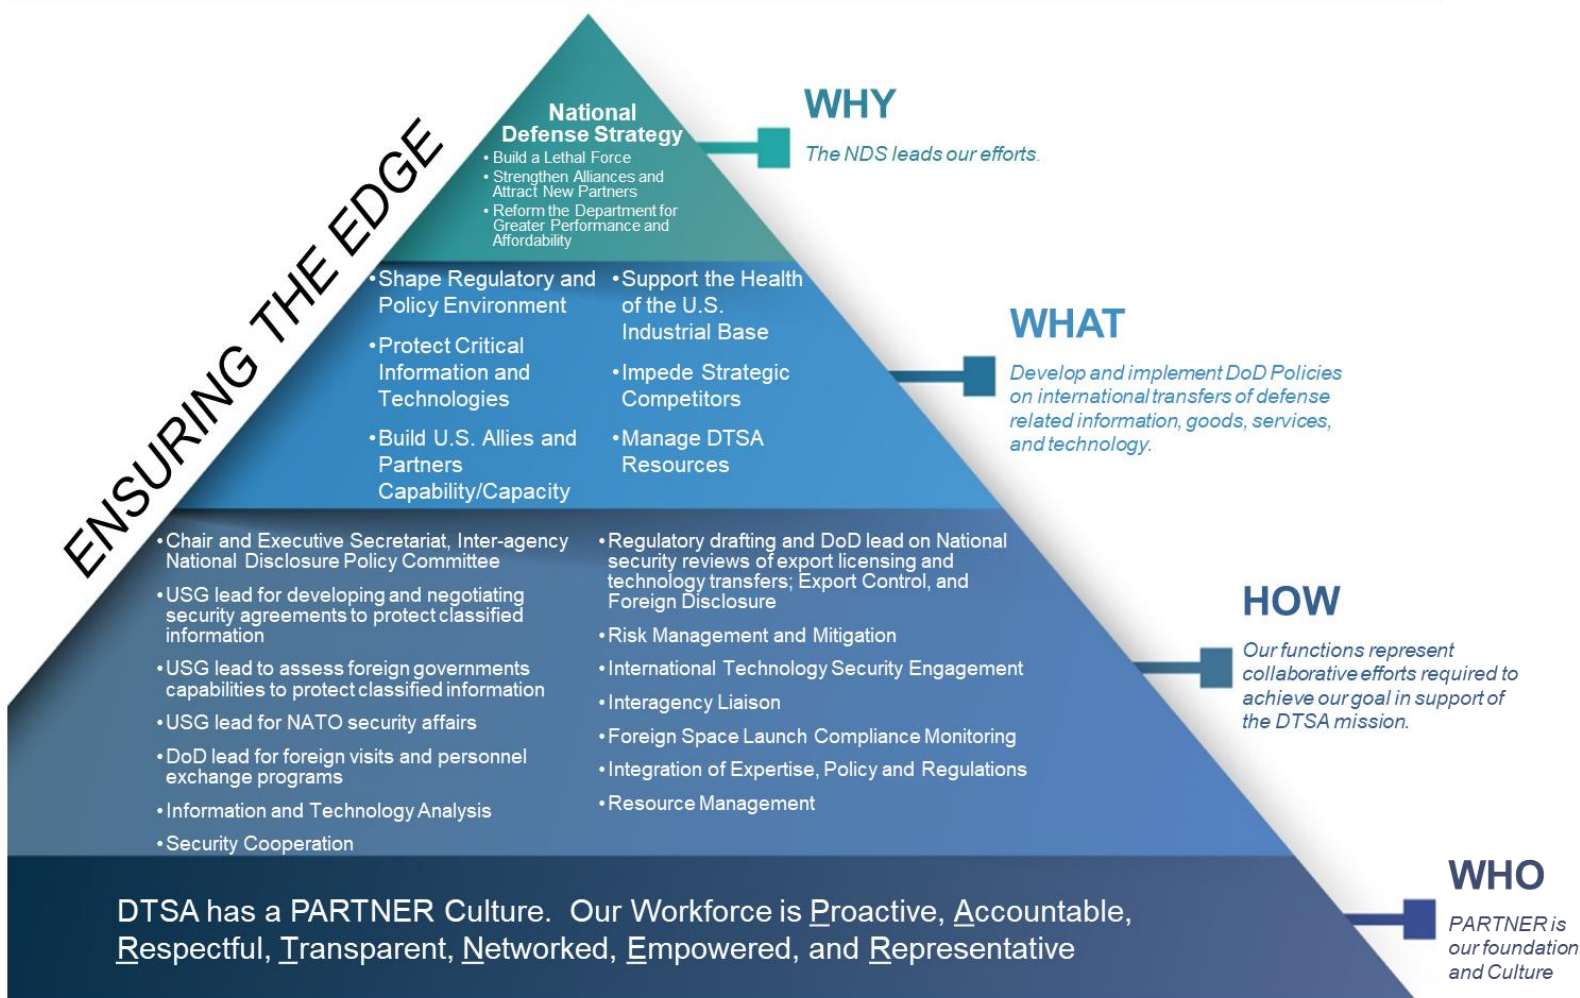 ENSURING THE EDGE
National
Defense Strategy
• Build a Lethal Force
• Strengthen Alliances and
Attract New Partners
• Reform the Department for
Greater Performance and
Affordability
WHY
The NDS leads our efforts.
• Shape Regulatory and
Policy Environment
• Protect Critical
Information and
Technologies
• Build U.S. Allies and
Partners
Capability/Capacity
• Support the Health
of the U.S.
Industrial Base
• Impede Strategic
Competitors
• Manage DTSA
Resources
WHAT
Develop and implement DoD Policies
on international transfers of defense
related information, goods, services,
and technology.
• Chair and Executive Secretariat, Inter-agency
National Disclosure Policy Committee
• USG lead for developing and negotiating
security agreements to protect classified
information
• USG lead to assess foreign governments
capabilities to protect classified information
• USG lead for NATO security affairs
• DoD lead for foreign visits and personnel
exchange programs
• Information and Technology Analysis
• Security Cooperation
• Regulatory drafting and DoD lead on National
security reviews of export licensing and
technology transfers; Export Control, and
Foreign Disclosure
• Risk Management and Mitigation
• International Technology Security Engagement
• Interagency Liaison
• Foreign Space Launch Compliance Monitoring
• Integration of Expertise, Policy and Regulations
• Resource Management
HOW
Our functions represent
collaborative efforts required to
achieve our goal in support of
the DTSA mission.
DTSA has a PARTNER Culture. Our Workforce is Proactive, Accountable,
Respectful, Transparent, Networked, Empowered, and Representative
WHO
PARTNER is
our foundation
and Culture